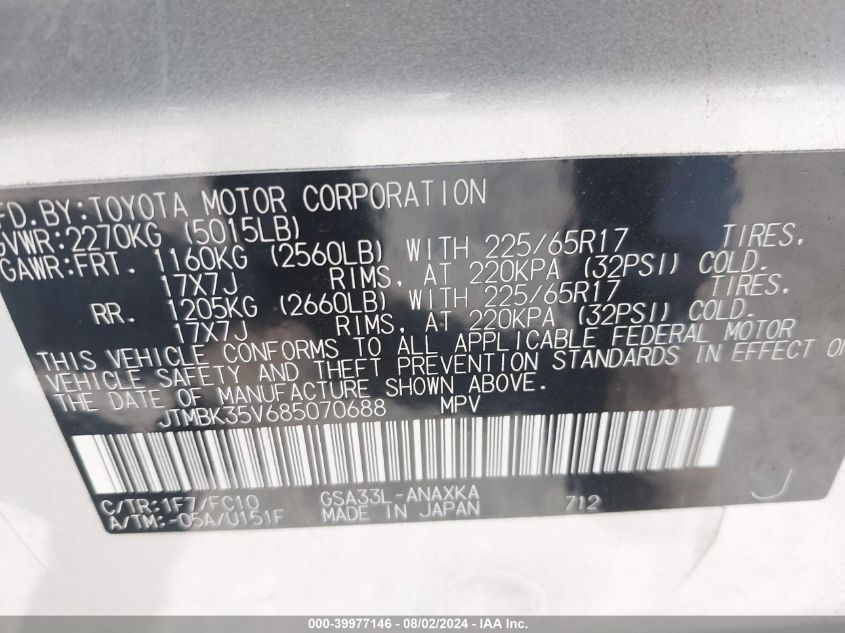 FD.BY:TOYOTA MOTOR CORPORATION
GVWR:2270KG (5015LB)
GAWR:FRT. 1160KG (2560LB) WITH 225/65R17 TIRES,
17X7J RIMS, AT 220KPA (32PSI) COLD.
RR. 1205KG (2660LB) WITH 225/65R17 TIRES,
17X7J RIMS, AT 220KPA (32PSI) COLD.
THIS VEHICLE CONFORMS TO ALL APPLICABLE FEDERAL MOTOR
VEHICLE SAFETY AND THEFT PREVENTION STANDARDS IN EFFECT O
THE DATE OF MANUFACTURE SHOWN ABOVE.
JTMBK35V685070688 MPV
C/TR:1F7/FC10 GSA33L-ANAXKA
A/TM:-05A/U151F MADE IN JAPAN 712 J
000-39977146 - 08/02/2024 - IAA Inc.